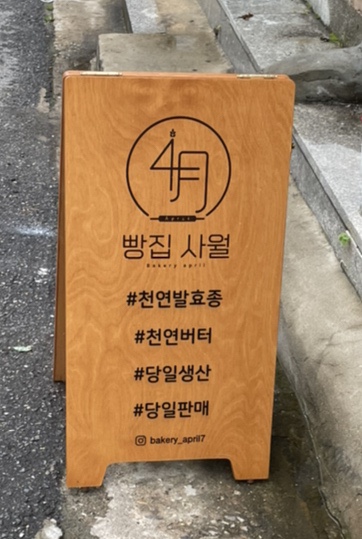 4月
April
빵집 사월
Bakery april
#천연발효종
#천연버터
#당일생산
#당일판매
bakery_april7